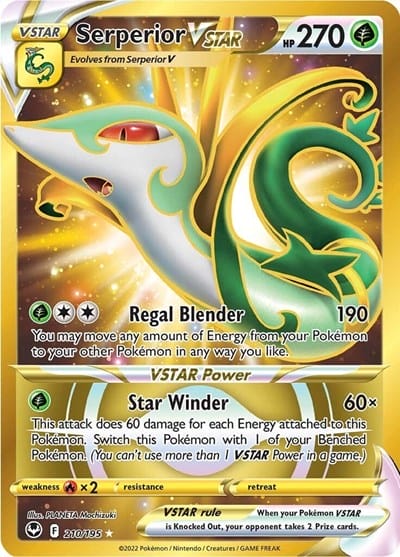 VSTAR Serperior VSTAR HP 270
Evolves from Serperior V
Regal Blender 190
You may move any amount of Energy from your Pokémon
to your other Pokémon in any way you like.
VSTAR Power
Star Winder 60×
This attack does 60 damage for each Energy attached to this
Pokémon. Switch this Pokémon with 1 of your Benched
Pokémon. (You can't use more than 1 VSTAR Power in a game.)
weakness × 2 resistance retreat
Illus. PLANETA Mochizuki
F 210/195
VSTAR rule When your Pokémon VSTAR
is Knocked Out, your opponent takes 2 Prize cards.
©2022 Pokémon / Nintendo / Creatures / GAME FREAK